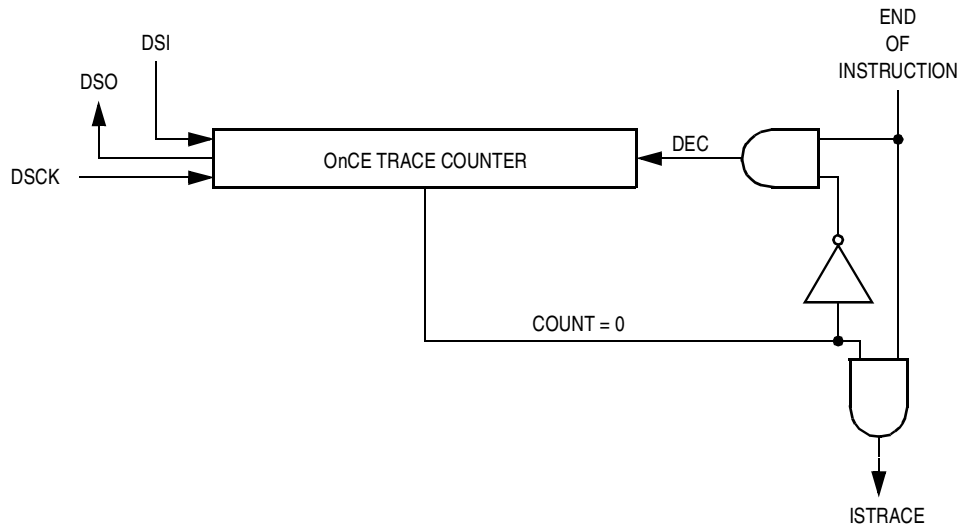 END
OF
INSTRUCTION
DSI
DSO
DSCK
OnCE TRACE COUNTER
DEC
COUNT = 0
ISTRACE